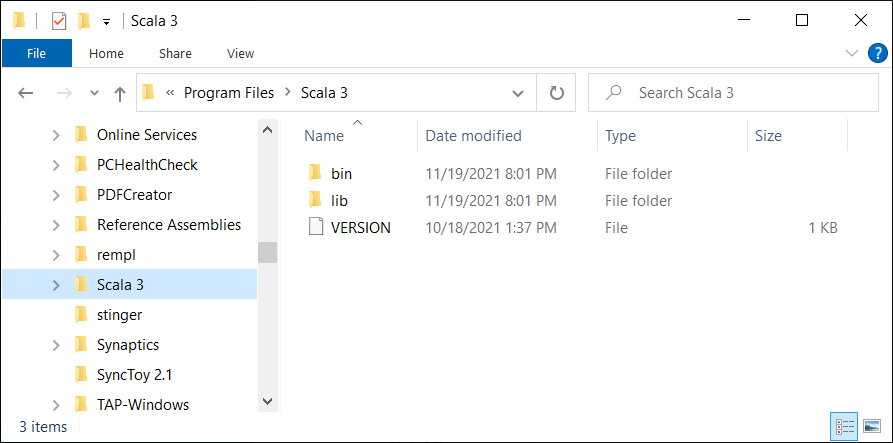 Scala 3
File Home Share View ?
« Program Files > Scala 3 Search Scala 3
Name Date modified Type Size
Online Services
PCHealthCheck
PDFCreator
Reference Assemblies
rempl
Scala 3
stinger
Synaptics
SyncToy 2.1
TAP-Windows
bin 11/19/2021 8:01 PM File folder
lib 11/19/2021 8:01 PM File folder
VERSION 10/18/2021 1:37 PM File 1 KB
3 items